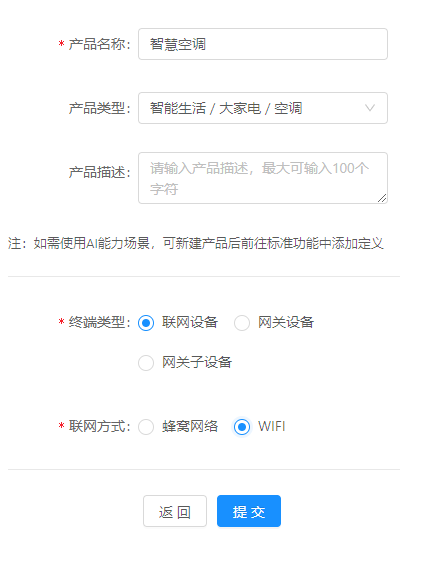 * 产品名称: 智慧空调
产品类型: 智能生活 / 大家电 / 空调
产品描述: 请输入产品描述，最大可输入100个
字符
注：如需使用AI能力场景，可新建产品后前往标准功能中添加定义
* 终端类型: 联网设备 网关设备
网关子设备
* 联网方式: 蜂窝网络 WIFI
返 回 提 交